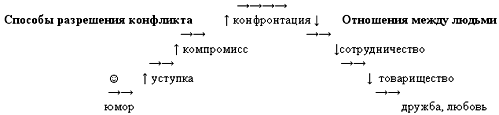 →→→→
Способы разрешения конфликта ↑ конфронтация ↓ Отношения между людьми
→→ →→
↑ компромисс ↓сотрудничество
→→ →→
☺ ↑ уступка ↓ товарищество
→→ →→
юмор дружба, любовь